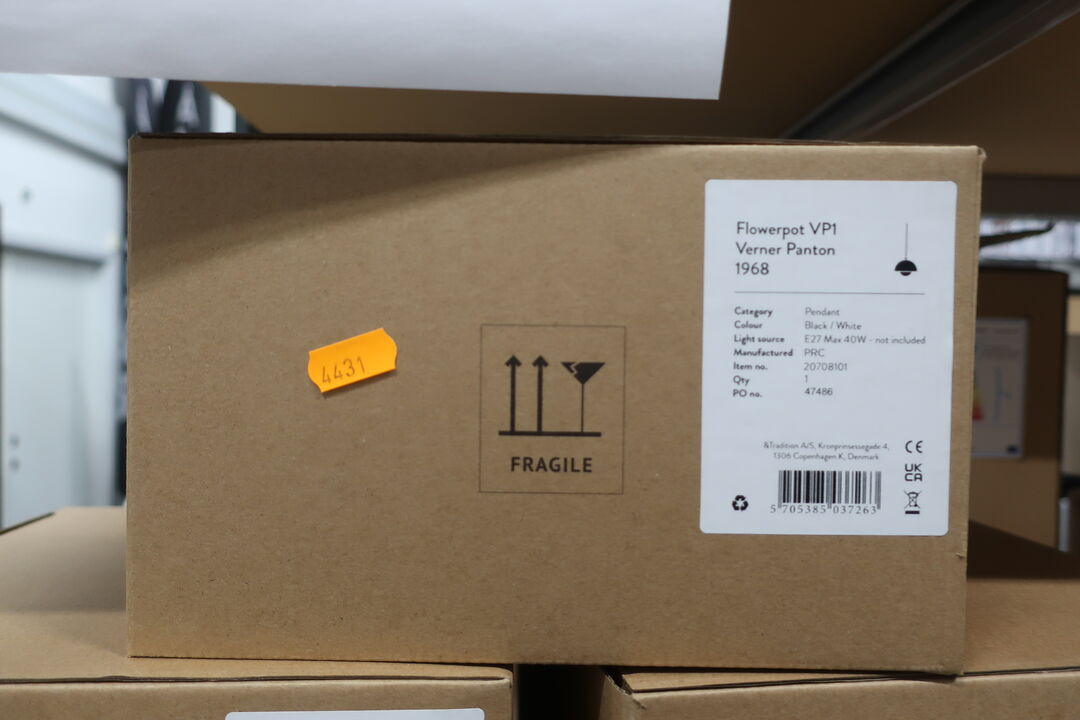 4431
FRAGILE
Flowerpot VP1
Verner Panton
1968
Category Pendant
Colour Black / White
Light source E27 Max 40W - not included
Manufactured PRC
Item no. 20708101
Qty 1
PO no. 47486
&Tradition A/S, Kronprinsessegade 4,
1306 Copenhagen K, Denmark
CE
UK
CA
5 705385 037263